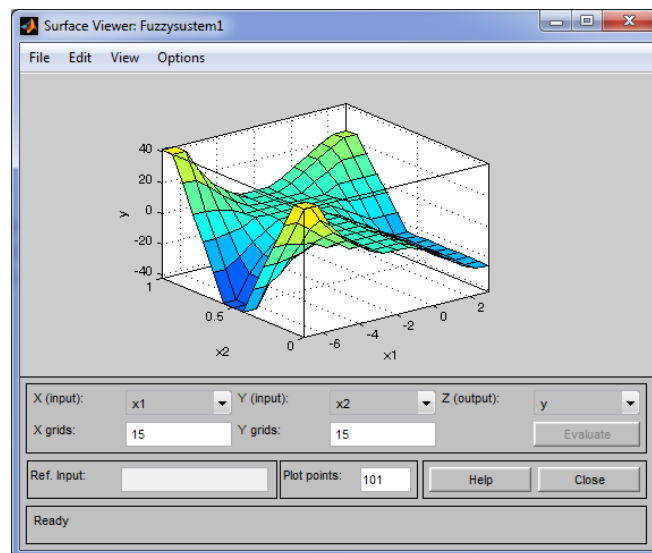 Surface Viewer: Fuzzysustem1
File Edit View Options
40
20
0
-20
-40
y
1
0.5
0
x2
-6
-4
-2
0
2
x1
X (input): x1 Y (input): x2 Z (output): y
X grids: 15 Y grids: 15 Evaluate
Ref. Input: Plot points: 101 Help Close
Ready